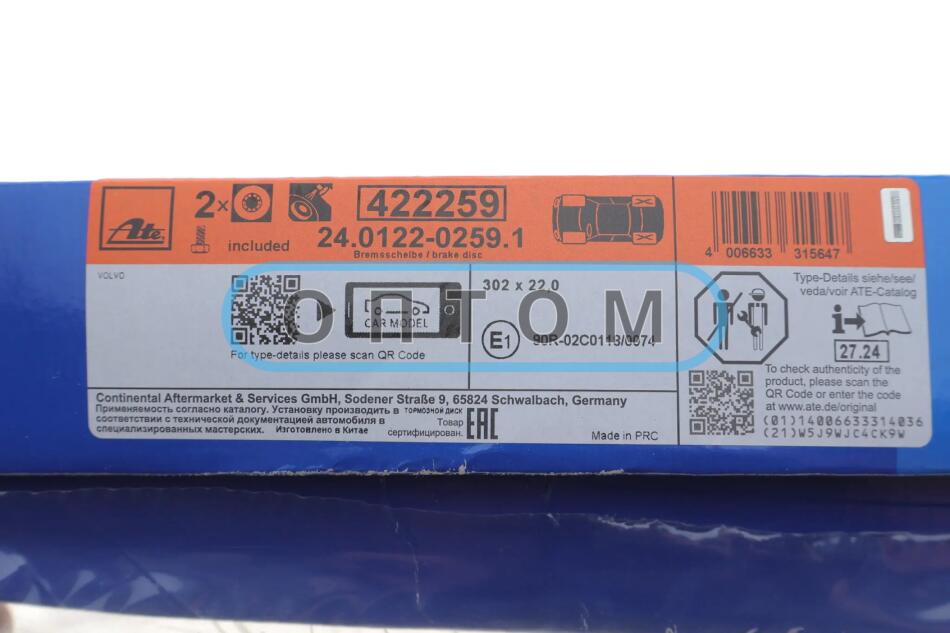 Ate
2x
included
422259
24.0122-0259.1
Bremsscheibe / brake disc
4 006633 315647
VOLVO
CAR MODEL
For type-details please scan QR Code
302 x 22,0
E1
90R-02C0113/0074
ОПТОМ
Type-Details siehe/see/
veda/voir ATE-Catalog
27.24
To check authenticity of the
product, please scan the
QR Code or enter the code
at www.ate.de/original
(01)14006633314036
(21)W5J9WJC4CK9W
Continental Aftermarket & Services GmbH, Sodener Straße 9, 65824 Schwalbach, Germany
Применяемость согласно каталогу. Установку производить в
соответствии с технической документацией автомобиля в
специализированных мастерских. Изготовлено в Китае
тормозной диск
Товар
сертифицирован.
EAC
Made in PRC